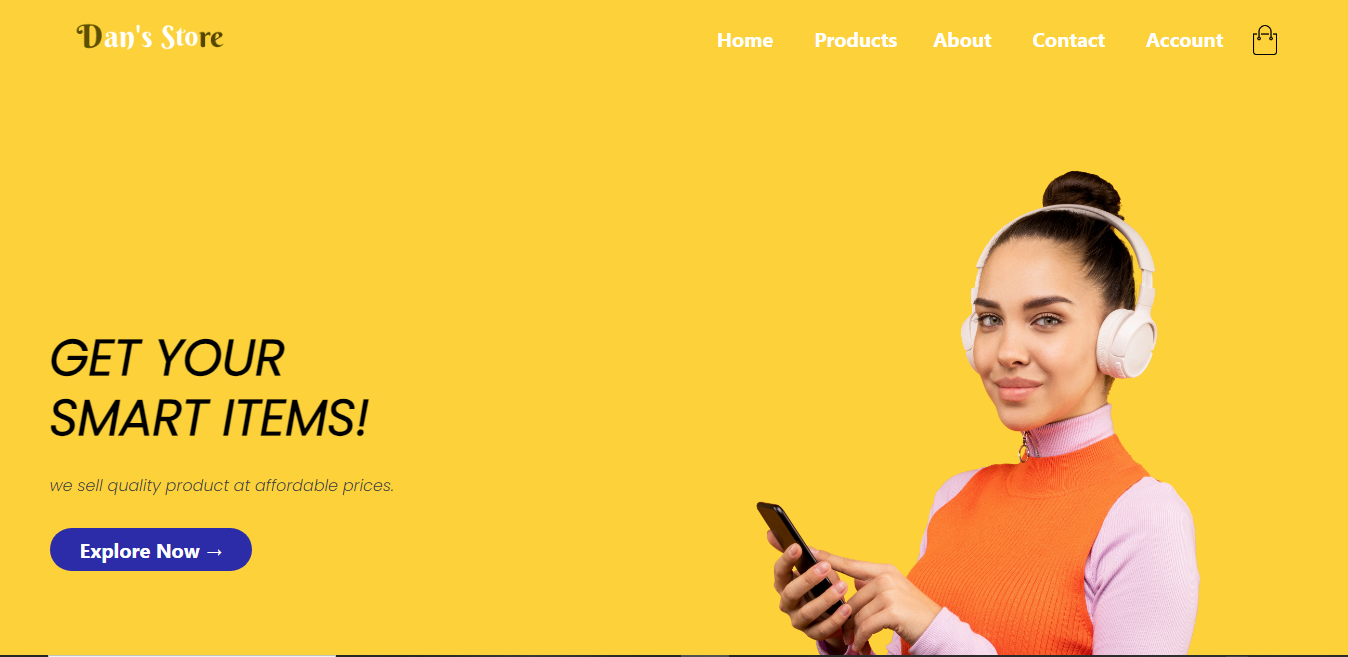 Dan's Store
Home Products About Contact Account
GET YOUR
SMART ITEMS!
we sell quality product at affordable prices.
Explore Now →